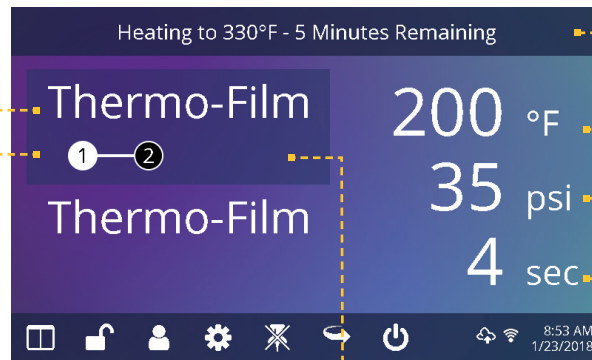 Heating to 330°F - 5 Minutes Remaining
Thermo-Film
1 2
Thermo-Film
200 °F
35 psi
4 sec
8:53 AM
1/23/2018